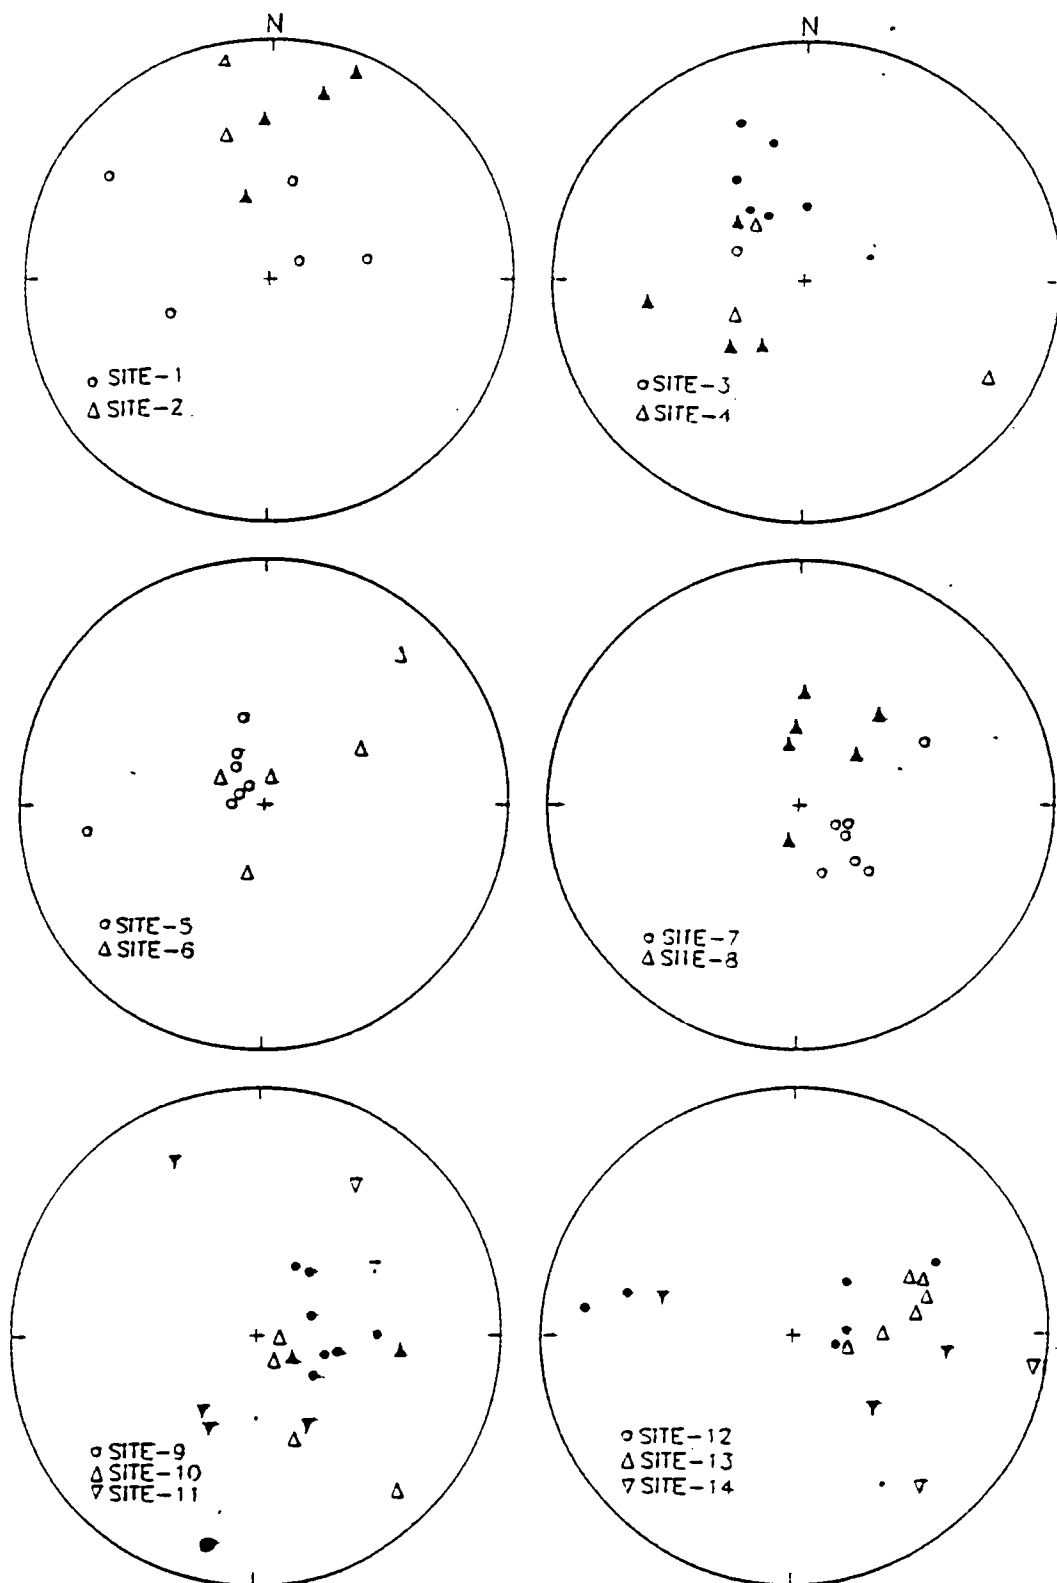 N
N
○ SITE-1
△ SITE-2
○ SITE-3
△ SITE-4
○ SITE-5
△ SITE-6
○ SITE-7
△ SITE-8
○ SITE-9
△ SITE-10
▽ SITE-11
○ SITE-12
△ SITE-13
▽ SITE-14